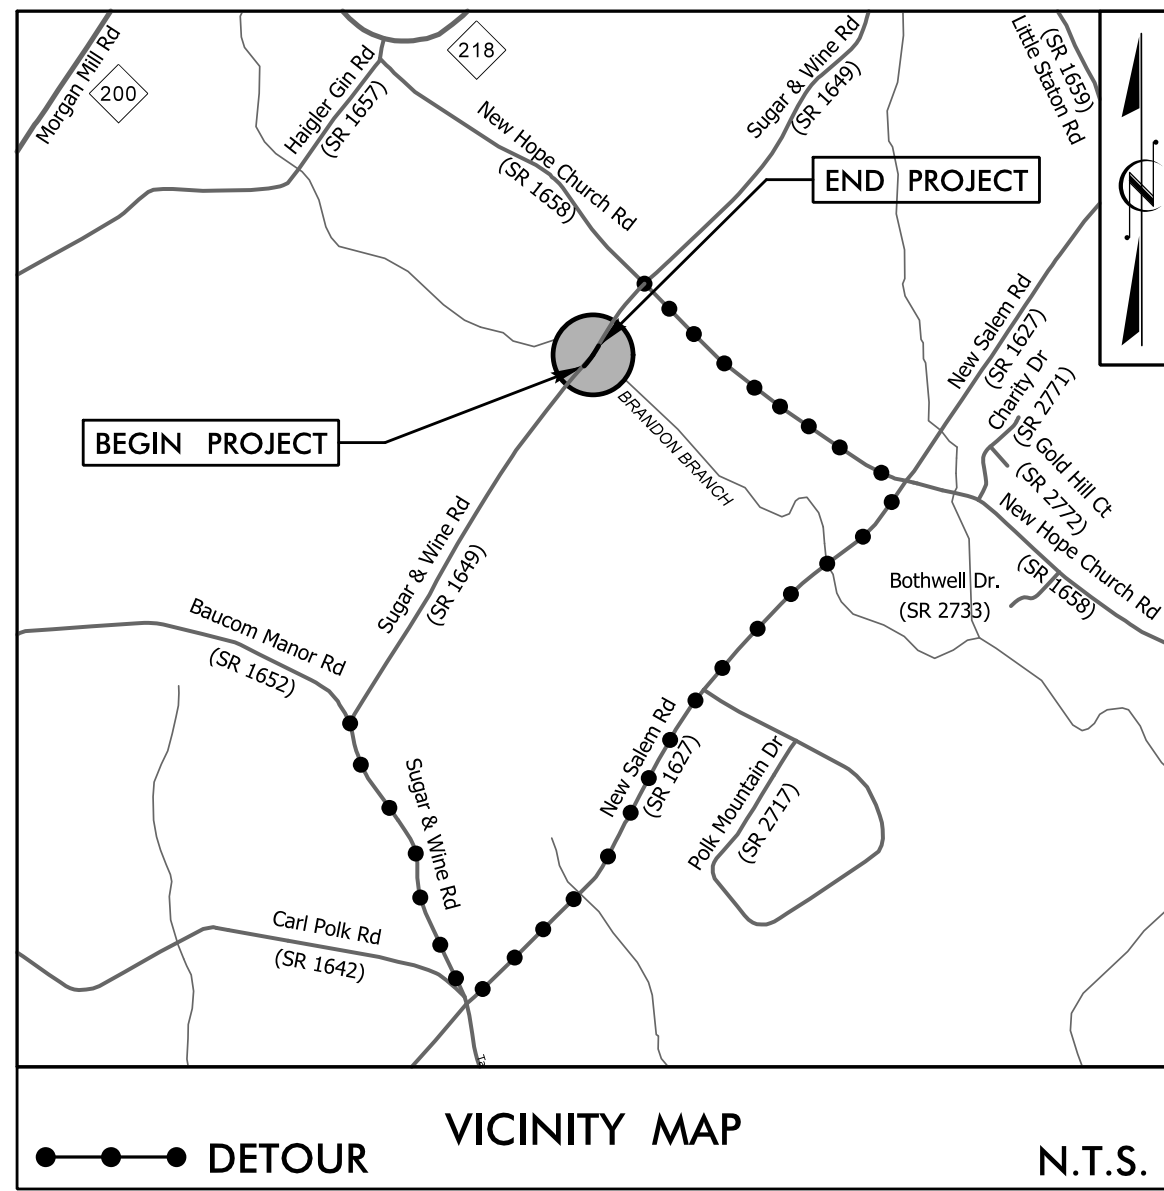 Morgan Mill Rd
200
Haigler Gin Rd
(SR 1657)
218
New Hope Church Rd
(SR 1658)
Sugar & Wine Rd
(SR 1649)
(SR 1659)
Little Staton Rd
N
END PROJECT
New Salem Rd
(SR 1627)
Charity Dr
(SR 2771)
Gold Hill Ct
(SR 2772)
New Hope Church Rd
(SR 1658)
BEGIN PROJECT
BRANDON BRANCH
Sugar & Wine Rd
(SR 1649)
Bothwell Dr.
(SR 2733)
Baucom Manor Rd
(SR 1652)
New Salem Rd
(SR 1627)
Polk Mountain Dr
(SR 2717)
Sugar & Wine Rd
Carl Polk Rd
(SR 1642)
VICINITY MAP
DETOUR
N.T.S.